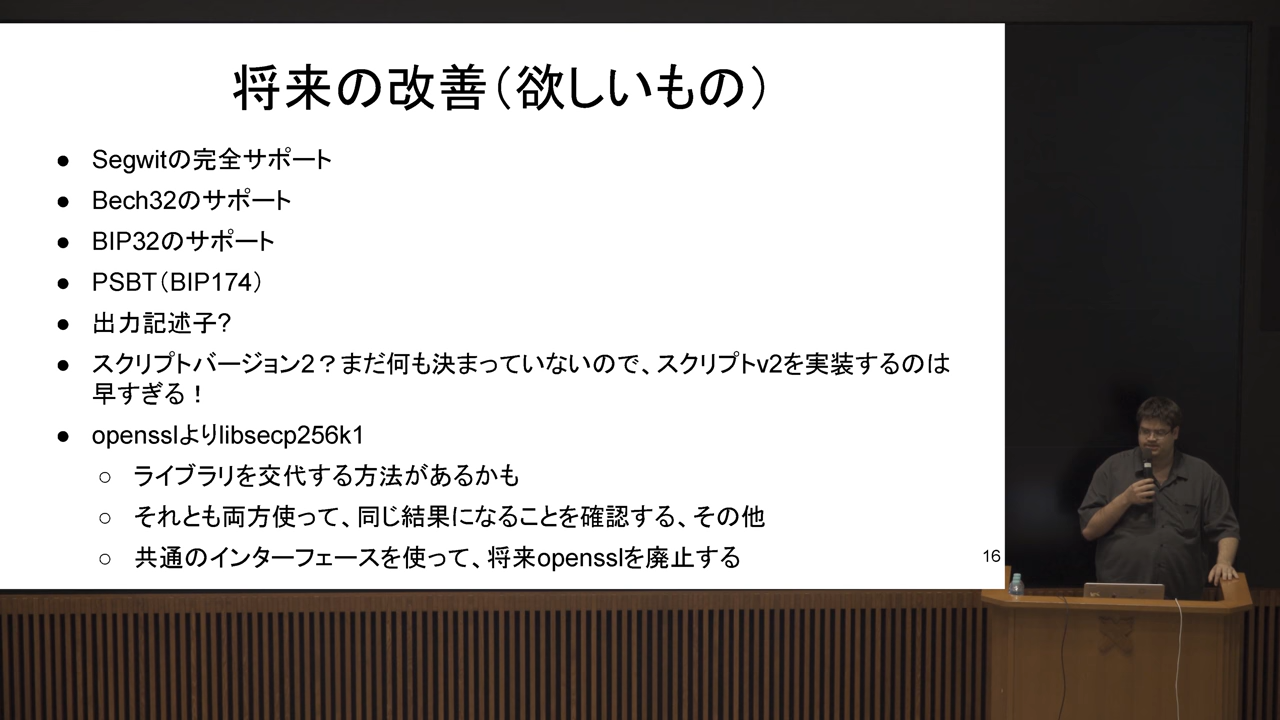 将来の改善（欲しいもの）
● Segwitの完全サポート
● Bech32のサポート
● BIP32のサポート
● PSBT（BIP174）
● 出力記述子?
● スクリプトバージョン2？まだ何も決まっていないので、スクリプトv2を実装するのは
早すぎる！
● opensslよりlibsecp256k1
○ ライブラリを交代する方法があるかも
○ それとも両方使って、同じ結果になることを確認する、その他
○ 共通のインターフェースを使って、将来opensslを廃止する
16